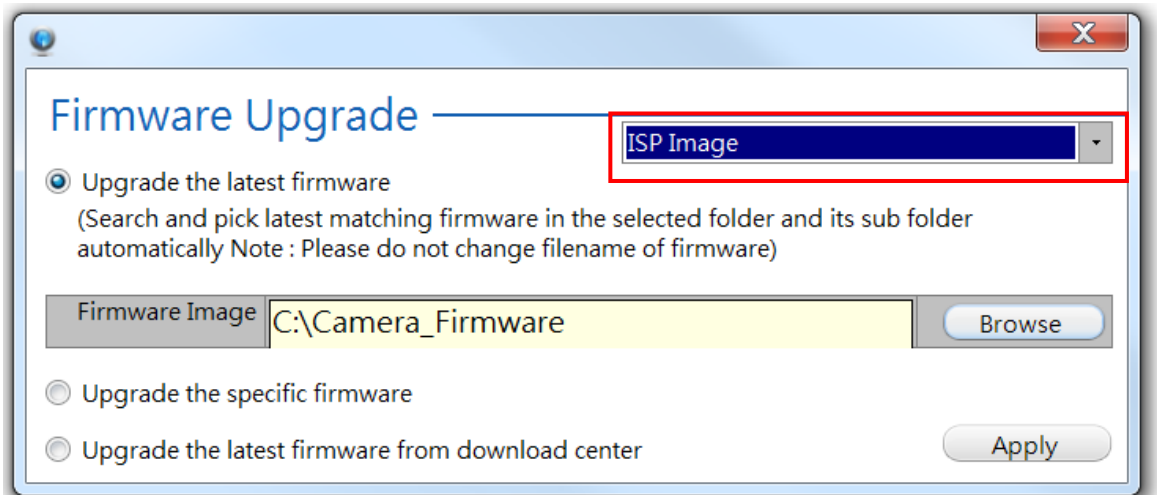 Firmware Upgrade
ISP Image
Upgrade the latest firmware
(Search and pick latest matching firmware in the selected folder and its sub folder
automatically Note : Please do not change filename of firmware)
Firmware Image C:\Camera_Firmware Browse
Upgrade the specific firmware
Upgrade the latest firmware from download center
Apply